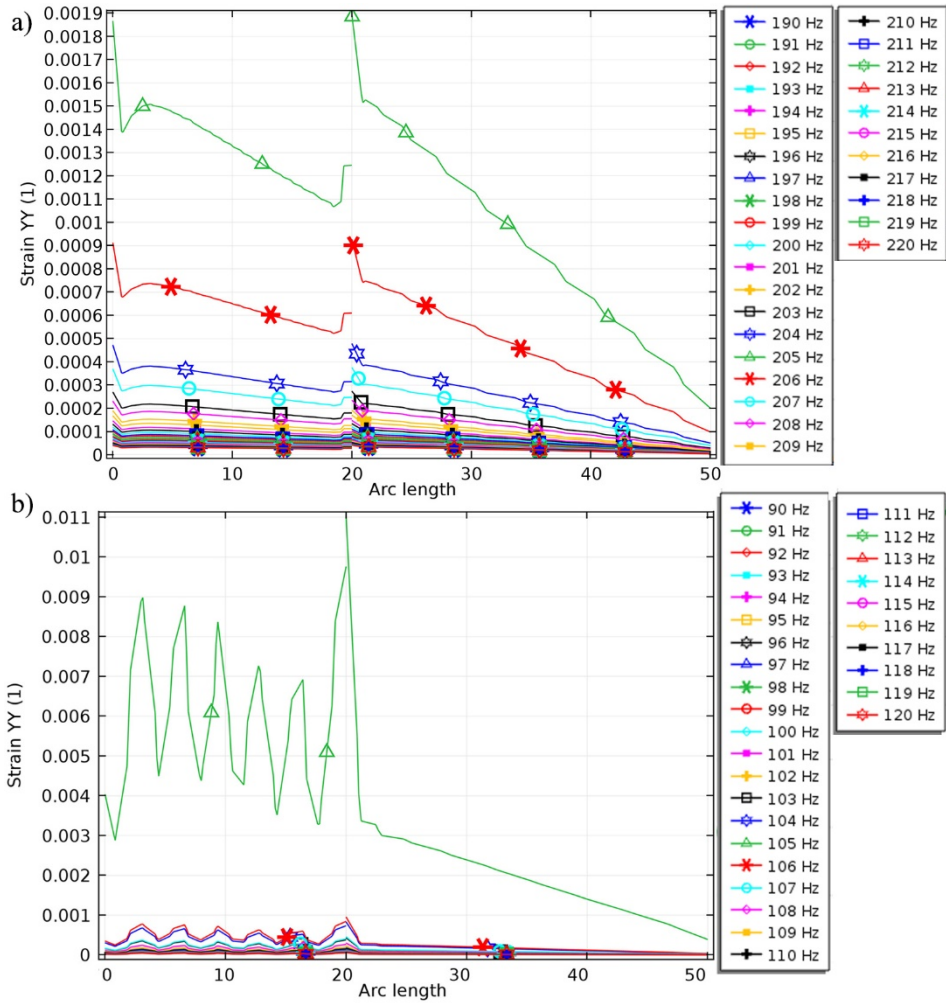 a)
Strain YY (1)
0.0019
0.0018
0.0017
0.0016
0.0015
0.0014
0.0013
0.0012
0.0011
0.001
0.0009
0.0008
0.0007
0.0006
0.0005
0.0004
0.0003
0.0002
0.0001
0
0 10 20 30 40 50
Arc length
190 Hz
191 Hz
192 Hz
193 Hz
194 Hz
195 Hz
196 Hz
197 Hz
198 Hz
199 Hz
200 Hz
201 Hz
202 Hz
203 Hz
204 Hz
205 Hz
206 Hz
207 Hz
208 Hz
209 Hz
210 Hz
211 Hz
212 Hz
213 Hz
214 Hz
215 Hz
216 Hz
217 Hz
218 Hz
219 Hz
220 Hz
b)
Strain YY (1)
0.011
0.01
0.009
0.008
0.007
0.006
0.005
0.004
0.003
0.002
0.001
0
0 10 20 30 40 50
Arc length
90 Hz
91 Hz
92 Hz
93 Hz
94 Hz
95 Hz
96 Hz
97 Hz
98 Hz
99 Hz
100 Hz
101 Hz
102 Hz
103 Hz
104 Hz
105 Hz
106 Hz
107 Hz
108 Hz
109 Hz
110 Hz
111 Hz
112 Hz
113 Hz
114 Hz
115 Hz
116 Hz
117 Hz
118 Hz
119 Hz
120 Hz